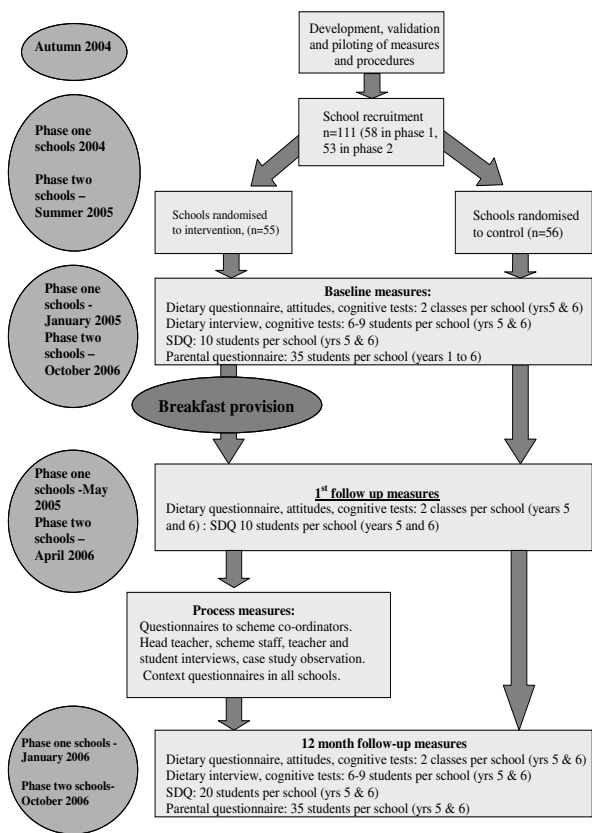 Autumn 2004
Development, validation
and piloting of measures
and procedures
Phase one
schools 2004
Phase two
schools –
Summer 2005
School recruitment
n=111 (58 in phase 1,
53 in phase 2
Schools randomised
to intervention, (n=55)
Schools randomised
to control (n=56)
Phase one
schools -
January 2005
Phase two
schools –
October 2006
Baseline measures:
Dietary questionnaire, attitudes, cognitive tests: 2 classes per school (yrs5 & 6)
Dietary interview, cognitive tests: 6-9 students per school (yrs 5 & 6)
SDQ: 10 students per school (yrs 5 & 6)
Parental questionnaire: 35 students per school (years 1 to 6)
Breakfast provision
Phase one
schools -May
2005
Phase two
schools –
April 2006
1st follow up measures
Dietary questionnaire, attitudes, cognitive tests: 2 classes per school (years 5
and 6) : SDQ 10 students per school (years 5 and 6)
Process measures:
Questionnaires to scheme co-ordinators.
Head teacher, scheme staff, teacher and
student interviews, case study observation.
Context questionnaires in all schools.
Phase one schools -
January 2006
Phase two schools-
October 2006
12 month follow-up measures
Dietary questionnaire, attitudes, cognitive tests: 2 classes per school (yrs 5 & 6)
Dietary interview, cognitive tests: 6-9 students per school (yrs 5 & 6)
SDQ: 20 students per school (yrs 5 & 6)
Parental questionnaire: 35 students per school (yrs 5 & 6)